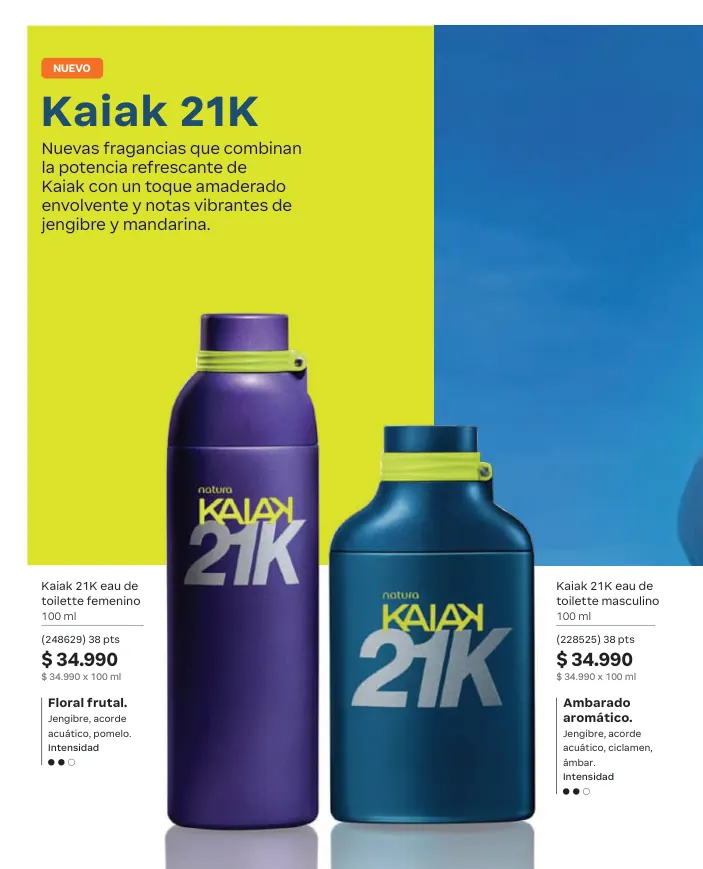 NUEVO
Kaiak 21K
Nuevas fragancias que combinan
la potencia refrescante de
Kaiak con un toque amaderado
envolvente y notas vibrantes de
jengibre y mandarina.
natura
KAIAK
21K
natura
KAIAK
21K
Kaiak 21K eau de
toilette femenino
100 ml
(248629) 38 pts
$ 34.990
$ 34.990 x 100 ml
Floral frutal.
Jengibre, acorde
acuático, pomelo.
Intensidad
Kaiak 21K eau de
toilette masculino
100 ml
(228525) 38 pts
$ 34.990
$ 34.990 x 100 ml
Ambarado
aromático.
Jengibre, acorde
acuático, ciclamen,
ámbar.
Intensidad